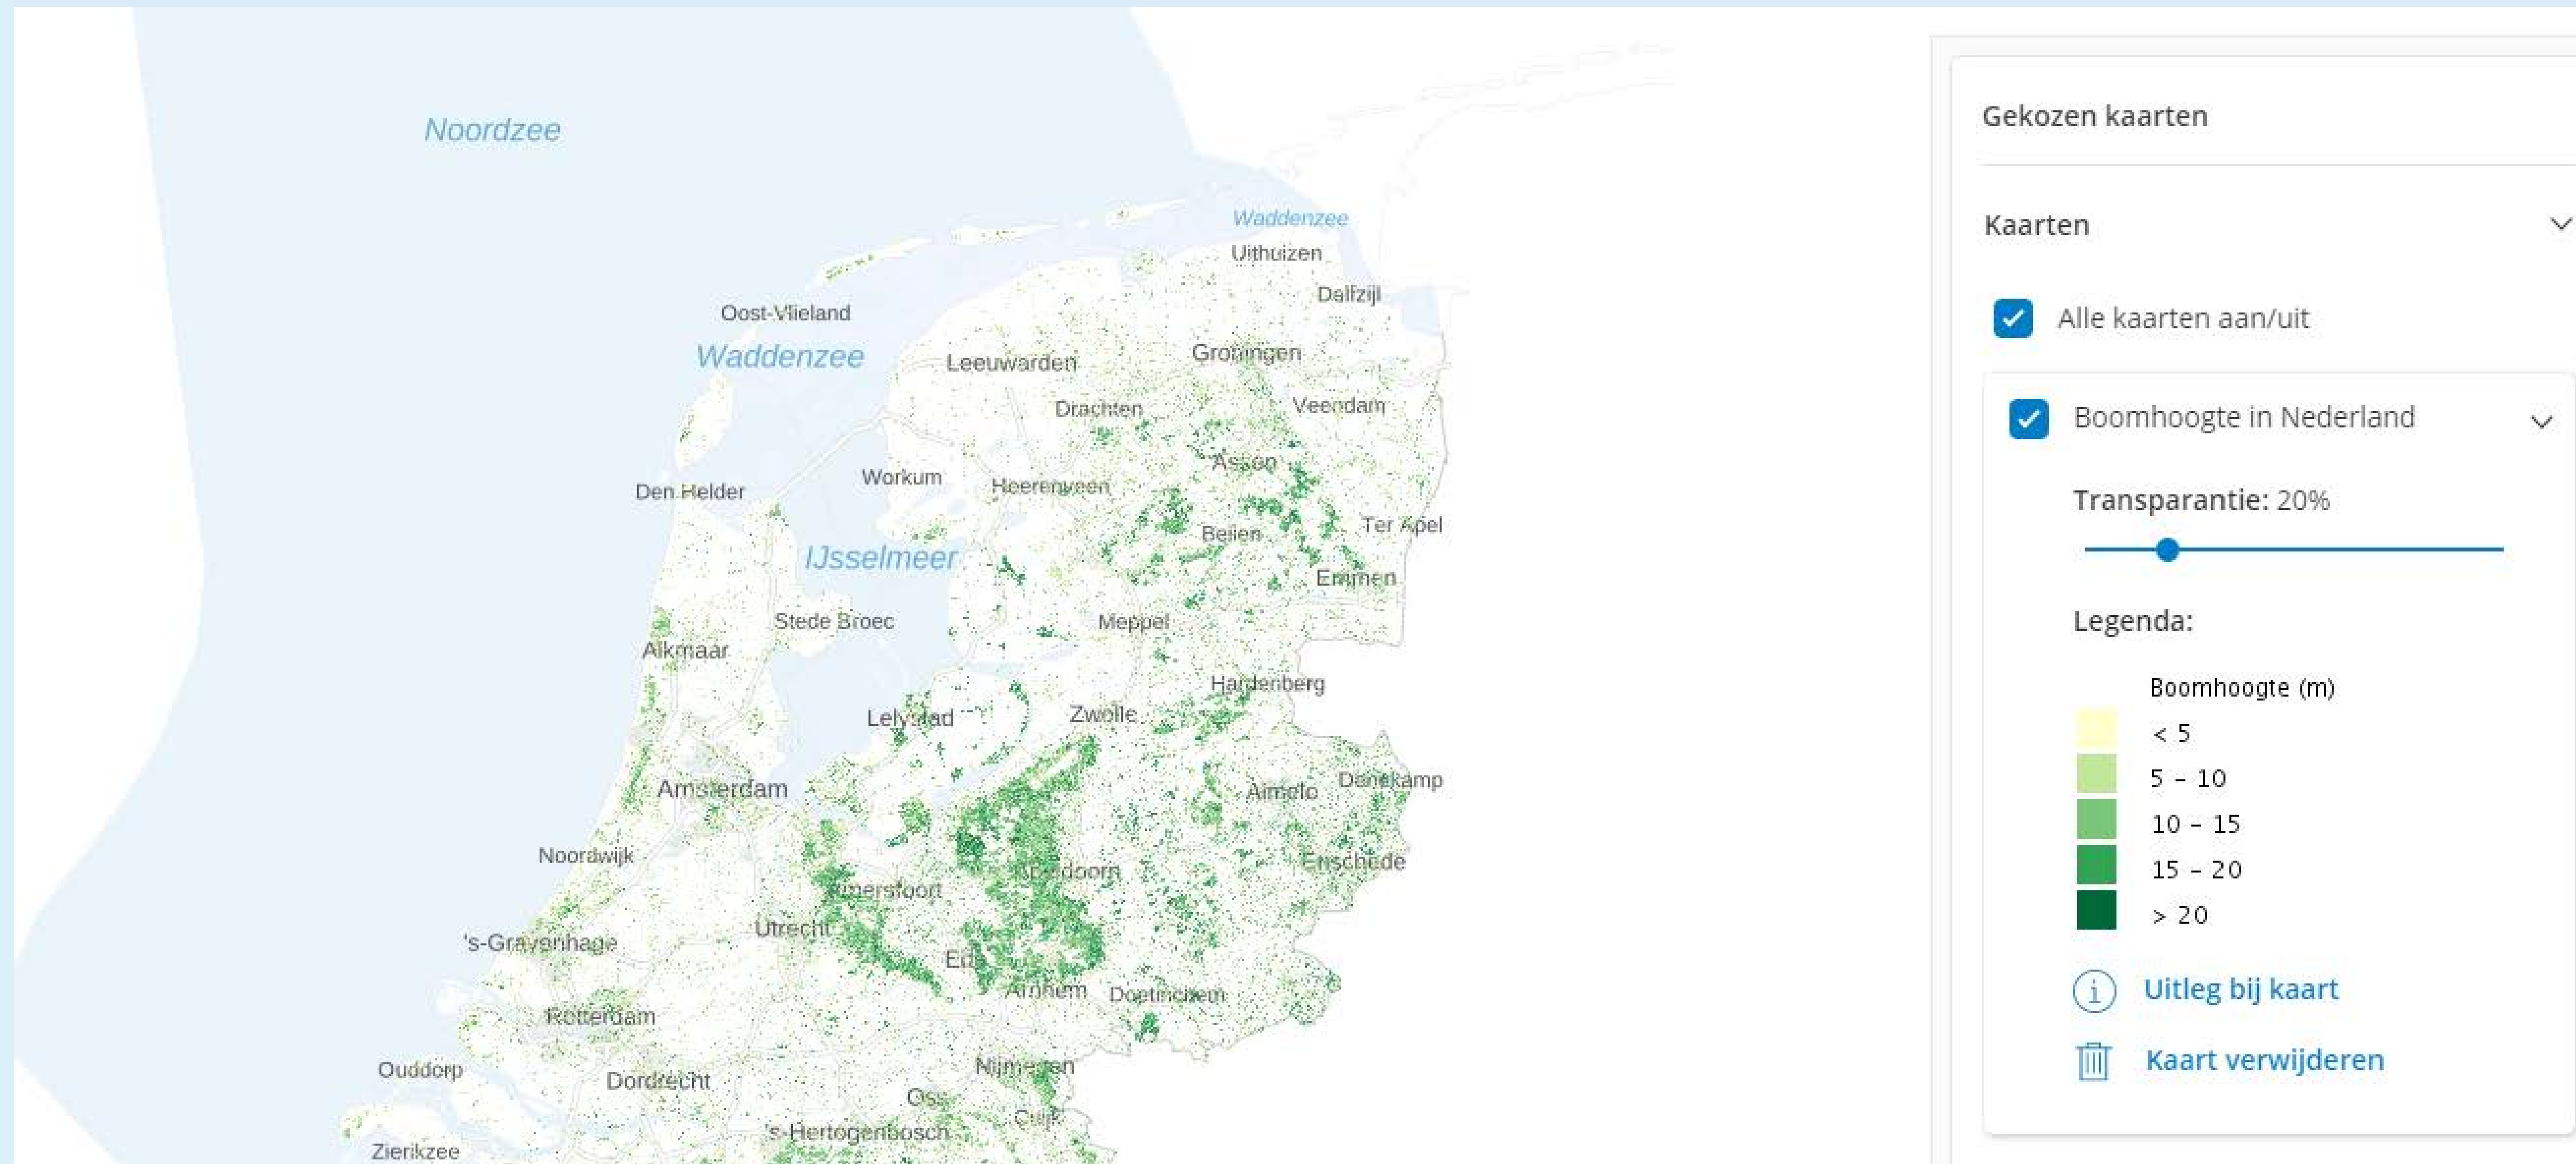 Noordzee
Waddenzee
Uithuizen
Delfzijl
Oost-Vlieland
Waddenzee
Leeuwarden
Groningen
Drachten
Veendam
Assen
Workum
Heerenveen
Den Helder
Beilen
Ter Apel
IJsselmeer
Emmen
Stede Broec
Meppel
Alkmaar
Hardenberg
Lelystad
Zwolle
Amsterdam
Almelo
Denekamp
Noordwijk
Apeldoorn
Enschede
Amersfoort
Utrecht
's-Gravenhage
Ede
Arnhem
Doetinchem
Rotterdam
Ouddorp
Dordrecht
Nijmegen
Oss
Cuijk
's-Hertogenbosch
Zierikzee
Gekozen kaarten
Kaarten
Alle kaarten aan/uit
Boomhoogte in Nederland
Transparantie: 20%
Legenda:
Boomhoogte (m)
< 5
5 – 10
10 – 15
15 – 20
> 20
Uitleg bij kaart
Kaart verwijderen